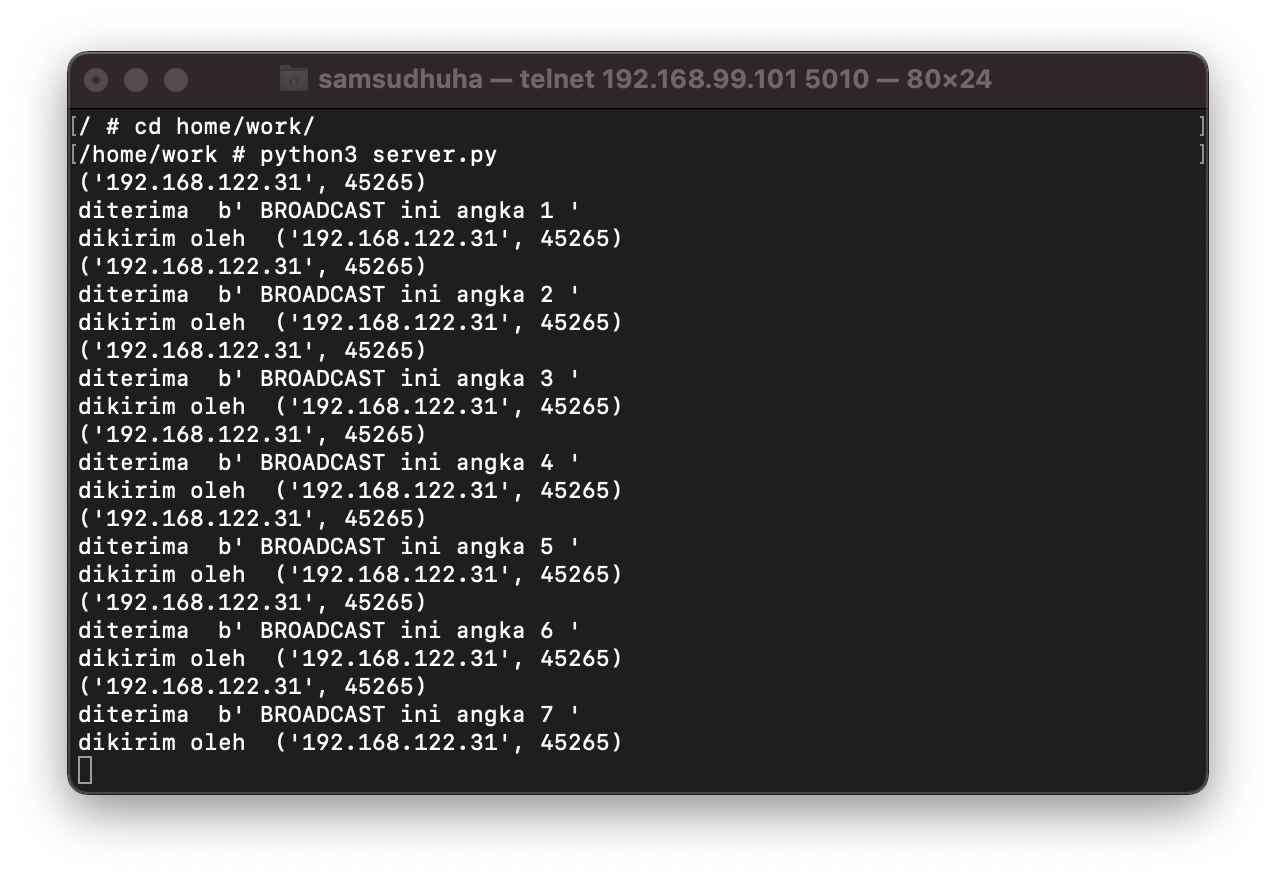 samsudhuha — telnet 192.168.99.101 5010 — 80×24
[/ # cd home/work/ ]
[/home/work # python3 server.py ]
('192.168.122.31', 45265)
diterima  b' BROADCAST ini angka 1 '
dikirim oleh  ('192.168.122.31', 45265)
('192.168.122.31', 45265)
diterima  b' BROADCAST ini angka 2 '
dikirim oleh  ('192.168.122.31', 45265)
('192.168.122.31', 45265)
diterima  b' BROADCAST ini angka 3 '
dikirim oleh  ('192.168.122.31', 45265)
('192.168.122.31', 45265)
diterima  b' BROADCAST ini angka 4 '
dikirim oleh  ('192.168.122.31', 45265)
('192.168.122.31', 45265)
diterima  b' BROADCAST ini angka 5 '
dikirim oleh  ('192.168.122.31', 45265)
('192.168.122.31', 45265)
diterima  b' BROADCAST ini angka 6 '
dikirim oleh  ('192.168.122.31', 45265)
('192.168.122.31', 45265)
diterima  b' BROADCAST ini angka 7 '
dikirim oleh  ('192.168.122.31', 45265)